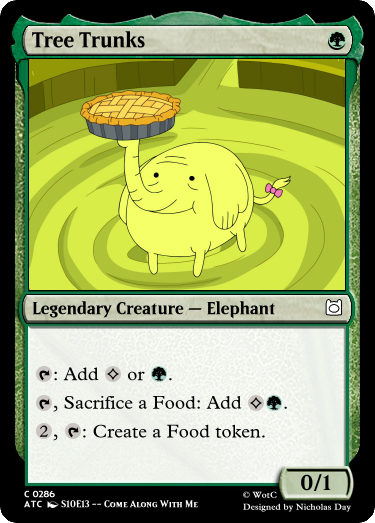 Tree Trunks
: Add or .
, Sacrifice a Food: Add .
2, : Create a Food token.
Legendary Creature — Elephant
0/1
C 0286
ATC S10E13 -- Come Along With Me
© WotC
Designed by Nicholas Day